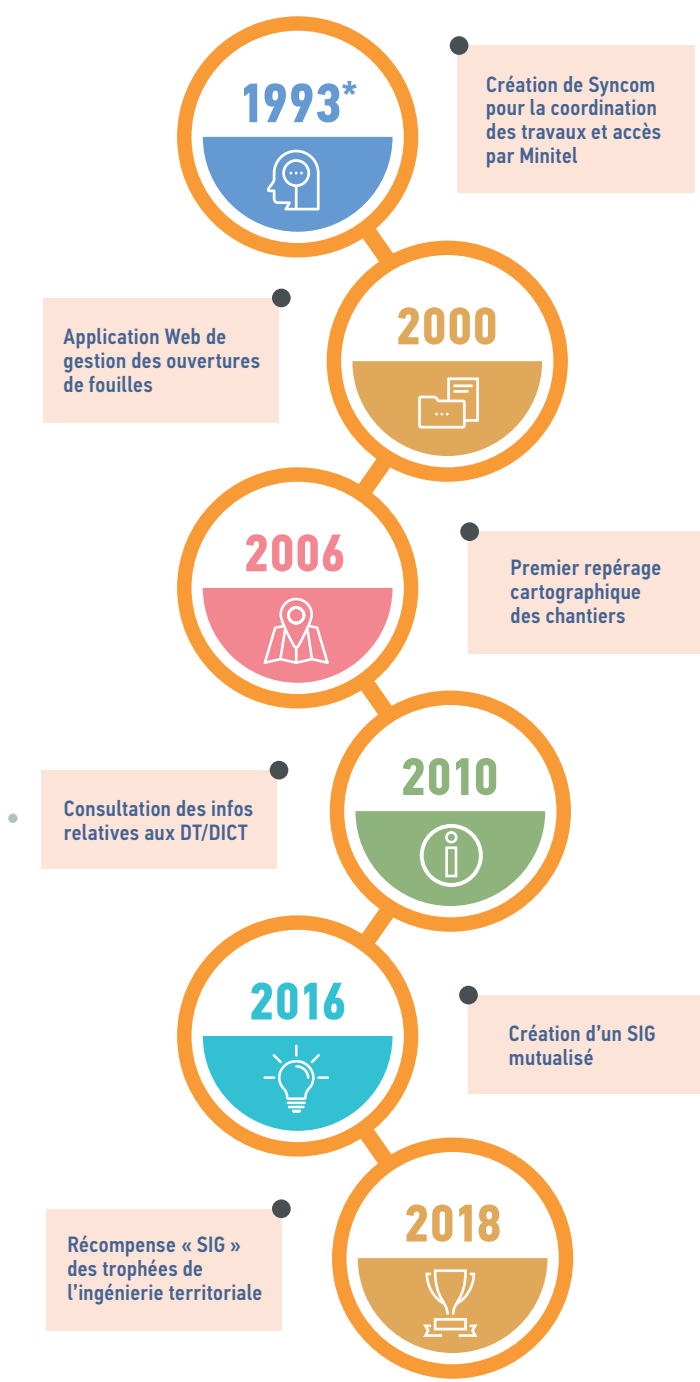 1993*
Création de Syncom
pour la coordination
des travaux et accès
par Minitel
2000
Application Web de
gestion des ouvertures
de fouilles
2006
Premier repérage
cartographique
des chantiers
2010
Consultation des infos
relatives aux DT/DICT
2016
Création d’un SIG
mutualisé
2018
Récompense « SIG »
des trophées de
l’ingénierie territoriale